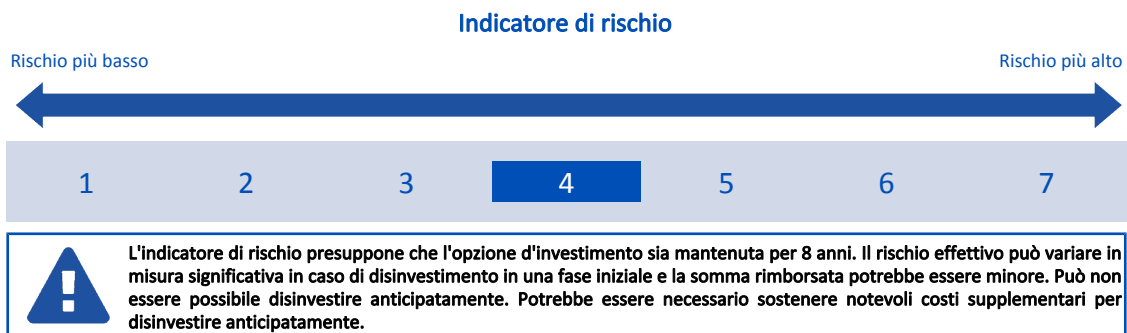 Indicatore di rischio
Rischio più basso
Rischio più alto
1 2 3 4 5 6 7
L'indicatore di rischio presuppone che l'opzione d'investimento sia mantenuta per 8 anni. Il rischio effettivo può variare in
misura significativa in caso di disinvestimento in una fase iniziale e la somma rimborsata potrebbe essere minore. Può non
essere possibile disinvestire anticipatamente. Potrebbe essere necessario sostenere notevoli costi supplementari per
disinvestire anticipatamente.